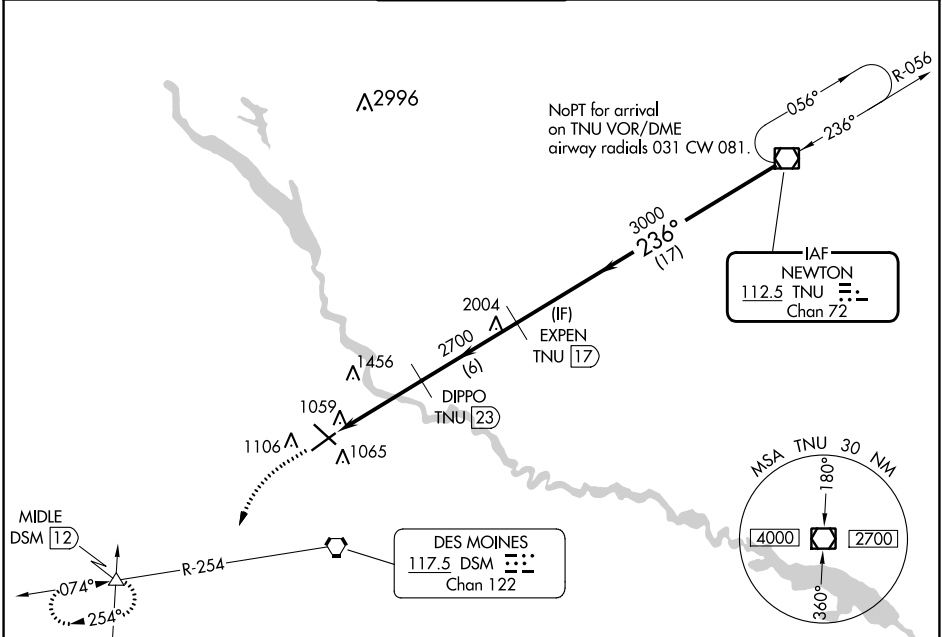 2996
NoPT for arrival
on TNU VOR/DME
airway radials 031 CW 081.
056°
R-056
236°
3000
236°
(17)
IAF
NEWTON
112.5 TNU
Chan 72
2004
(IF)
EXPEN
TNU 17
2700
(6)
1456
DIPPO
TNU 23
1059
1106
1065
MIDLE
DSM 12
R-254
074°
254°
DES MOINES
117.5 DSM
Chan 122
MSA TNU 30 NM
180°
4000
2700
360°